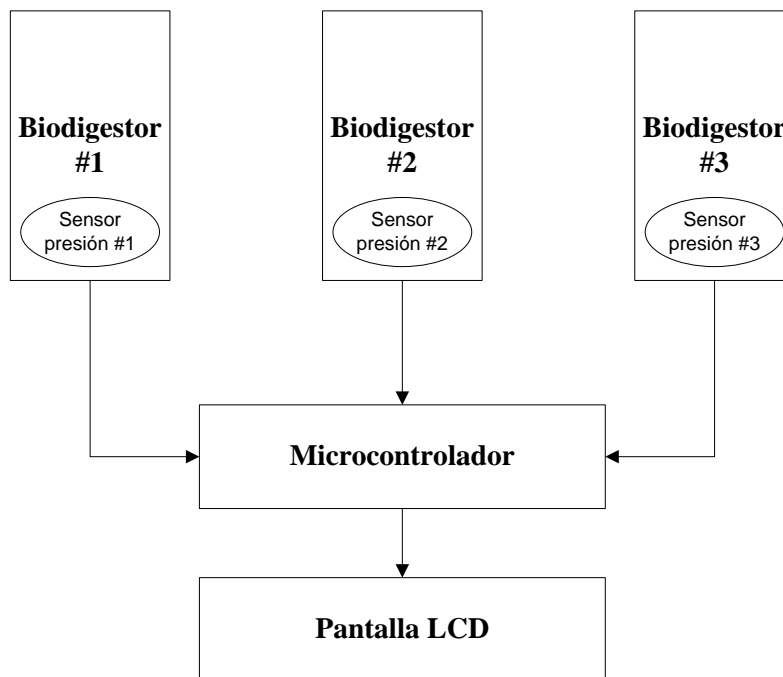 Biodigestor
#1
Sensor
presión #1
Biodigestor
#2
Sensor
presión #2
Biodigestor
#3
Sensor
presión #3
Microcontrolador
Pantalla LCD